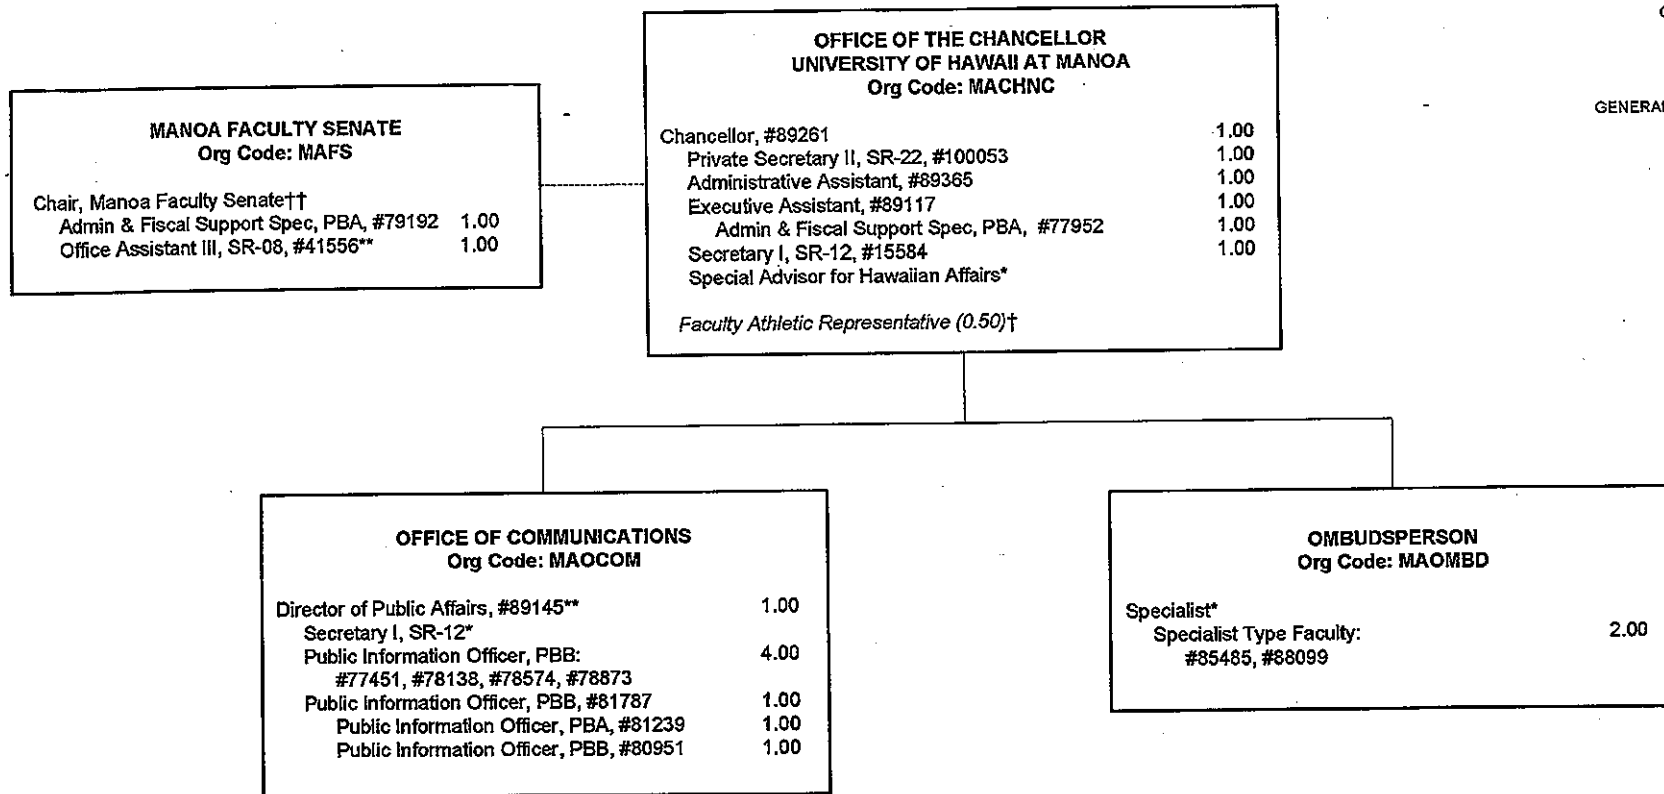 OFFICE OF THE CHANCELLOR
UNIVERSITY OF HAWAII AT MANOA
Org Code: MACHNC
Chancellor, #89261 1.00
Private Secretary II, SR-22, #100053 1.00
Administrative Assistant, #89365 1.00
Executive Assistant, #89117 1.00
Admin & Fiscal Support Spec, PBA, #77952 1.00
Secretary I, SR-12, #15584 1.00
Special Advisor for Hawaiian Affairs*
Faculty Athletic Representative (0.50)†
GENERAL
MANOA FACULTY SENATE
Org Code: MAFS
Chair, Manoa Faculty Senate††
Admin & Fiscal Support Spec, PBA, #79192 1.00
Office Assistant III, SR-08, #41556** 1.00
OFFICE OF COMMUNICATIONS
Org Code: MAOCOM
Director of Public Affairs, #89145** 1.00
Secretary I, SR-12*
Public Information Officer, PBB: 4.00
#77451, #78138, #78574, #78873
Public Information Officer, PBB, #81787 1.00
Public Information Officer, PBA, #81239 1.00
Public Information Officer, PBB, #80951 1.00
OMBUDSPERSON
Org Code: MAOMBD
Specialist*
Specialist Type Faculty: 2.00
#85485, #88099